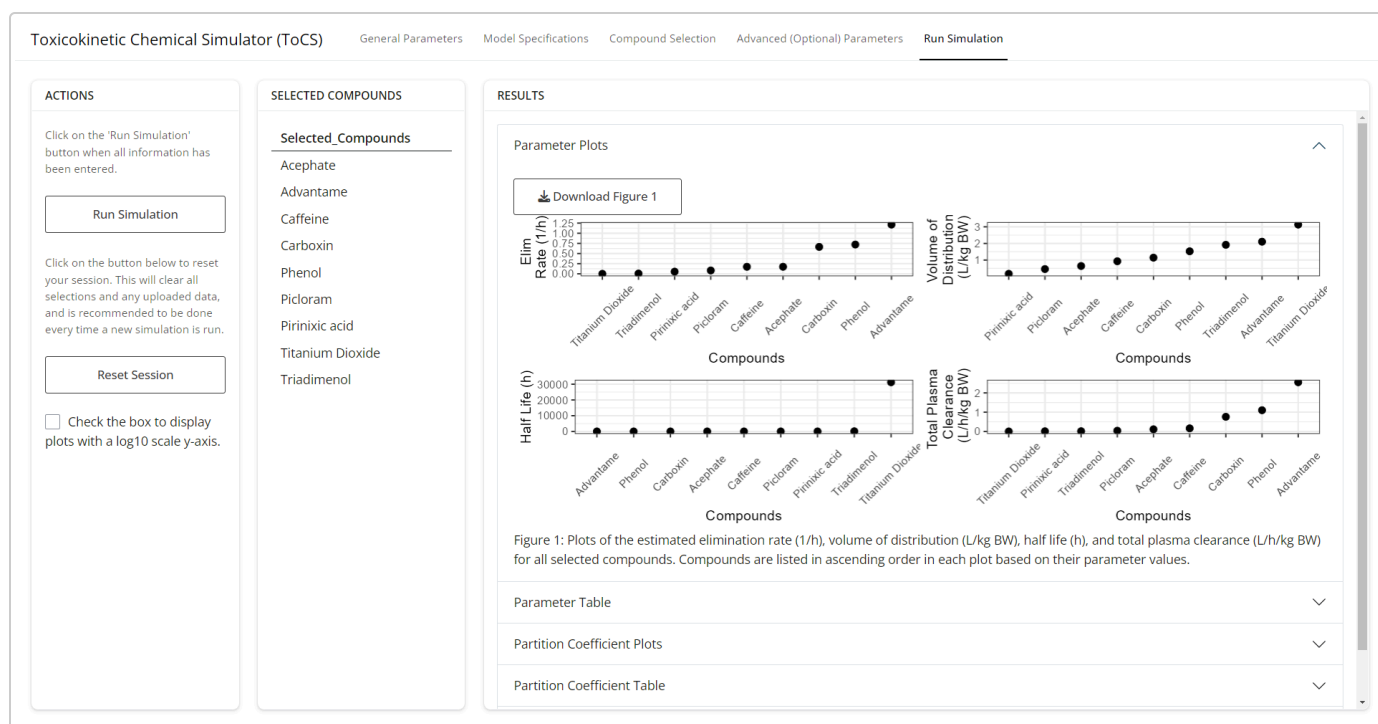 Toxicokinetic Chemical Simulator (ToCS)
General Parameters
Model Specifications
Compound Selection
Advanced (Optional) Parameters
Run Simulation
ACTIONS
Click on the 'Run Simulation'
button when all information has
been entered.
Run Simulation
Click on the button below to reset
your session. This will clear all
selections and any uploaded data,
and is recommended to be done
every time a new simulation is run.
Reset Session
Check the box to display
plots with a log10 scale y-axis.
SELECTED COMPOUNDS
Selected_Compounds
Acephate
Advantame
Caffeine
Carboxin
Phenol
Picloram
Pirinixic acid
Titanium Dioxide
Triadimenol
RESULTS
Parameter Plots
Download Figure 1
Elim
Rate (1/h)
1.25
1.00
0.75
0.50
0.25
0.00
Titanium Dioxide
Triadimenol
Pirinixic acid
Picloram
Caffeine
Acephate
Carboxin
Phenol
Advantame
Compounds
Volume of
Distribution
(L/kg BW)
3
2
1
Pirinixic acid
Picloram
Acephate
Caffeine
Carboxin
Phenol
Triadimenol
Advantame
Titanium Dioxide
Compounds
Half Life (h)
30000
20000
10000
0
Advantame
Phenol
Carboxin
Acephate
Caffeine
Picloram
Pirinixic acid
Triadimenol
Titanium Dioxide
Compounds
Total Plasma
Clearance
(L/h/kg BW)
2
1
0
Titanium Dioxide
Pirinixic acid
Triadimenol
Picloram
Acephate
Caffeine
Carboxin
Phenol
Advantame
Compounds
Figure 1: Plots of the estimated elimination rate (1/h), volume of distribution (L/kg BW), half life (h), and total plasma clearance (L/h/kg BW)
for all selected compounds. Compounds are listed in ascending order in each plot based on their parameter values.
Parameter Table
Partition Coefficient Plots
Partition Coefficient Table